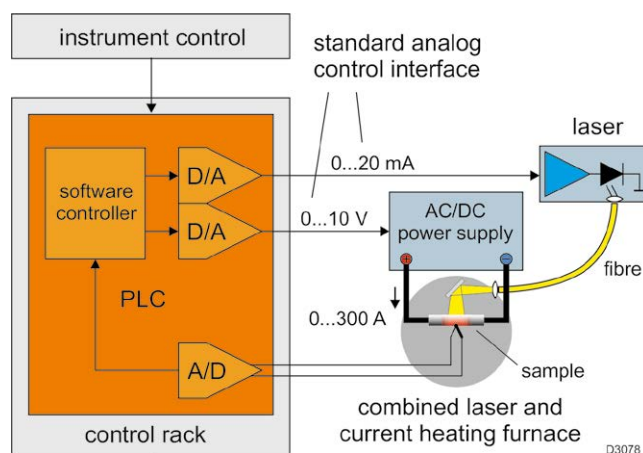 instrument control
standard analog
control interface
laser
D/A
0...20 mA
software
controller
D/A
0...10 V
AC/DC
power supply
fibre
PLC
0...300 A
A/D
sample
combined laser and
current heating furnace
control rack
D3078